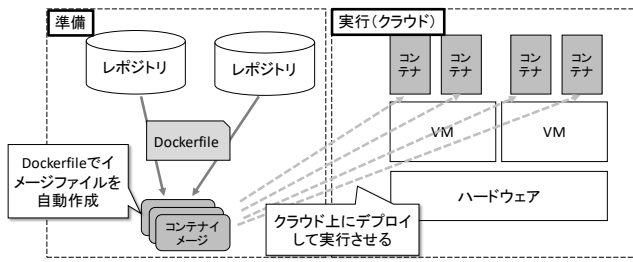 準備
レポジトリ
レポジトリ
Dockerfile
Dockerfileでイ
メージファイルを
自動作成
コンテナイ
メージ
実行(クラウド)
コン
テナ
コン
テナ
コン
テナ
コン
テナ
VM
VM
ハードウェア
クラウド上にデプロイ
して実行させる